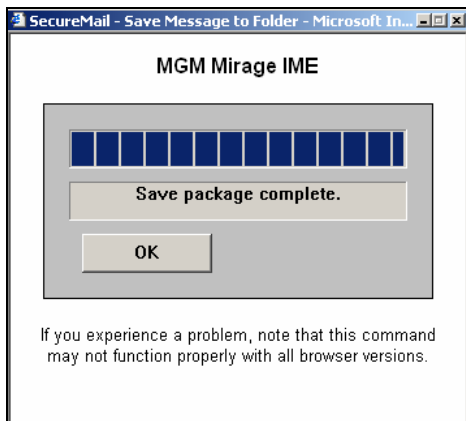 SecureMail - Save Message to Folder - Microsoft In...
MGM Mirage IME
Save package complete.
OK
If you experience a problem, note that this command
may not function properly with all browser versions.